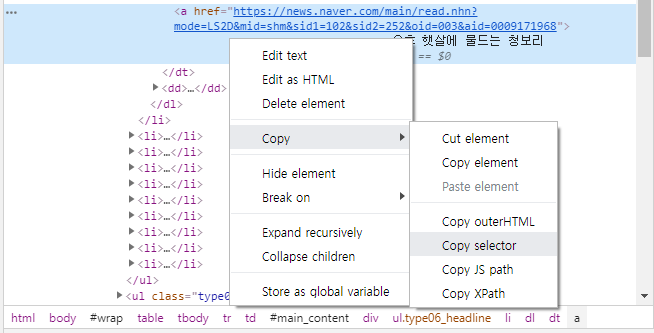 <a href="https://news.naver.com/main/read.nhn?
mode=LS2D&mid=shm&sid1=102&sid2=252&oid=003&aid=0009171968">
햇살에 물드는 청보리
== $0
</dt>
<dd>…</dd>
</dl>
</li>
<li>…</li>
<li>…</li>
<li>…</li>
<li>…</li>
<li>…</li>
<li>…</li>
<li>…</li>
<li>…</li>
<li>…</li>
</ul>
<ul class="type0
Edit text
Edit as HTML
Delete element
Copy
Hide element
Break on
Expand recursively
Collapse children
Store as global variable
Cut element
Copy element
Paste element
Copy outerHTML
Copy selector
Copy JS path
Copy XPath
html body #wrap table tbody tr td #main_content div ul.type06_headline li dl dt a